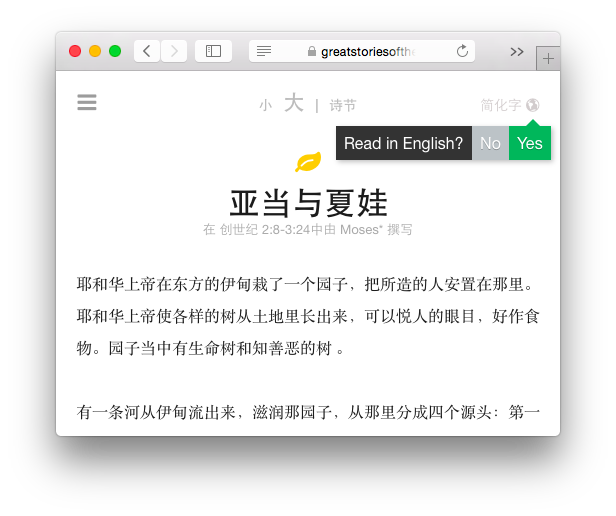 greatstoriesofthe
小 大 | 诗节
简化字
Read in English? No Yes
亚当与夏娃
在 创世纪 2:8-3:24中由 Moses* 撰写
耶和华上帝在东方的伊甸栽了一个园子，把所造的人安置在那里。
耶和华上帝使各样的树从土地里长出来，可以悦人的眼目，好作食
物。园子当中有生命树和知善恶的树 。
有一条河从伊甸流出来，滋润那园子，从那里分成四个源头：第一